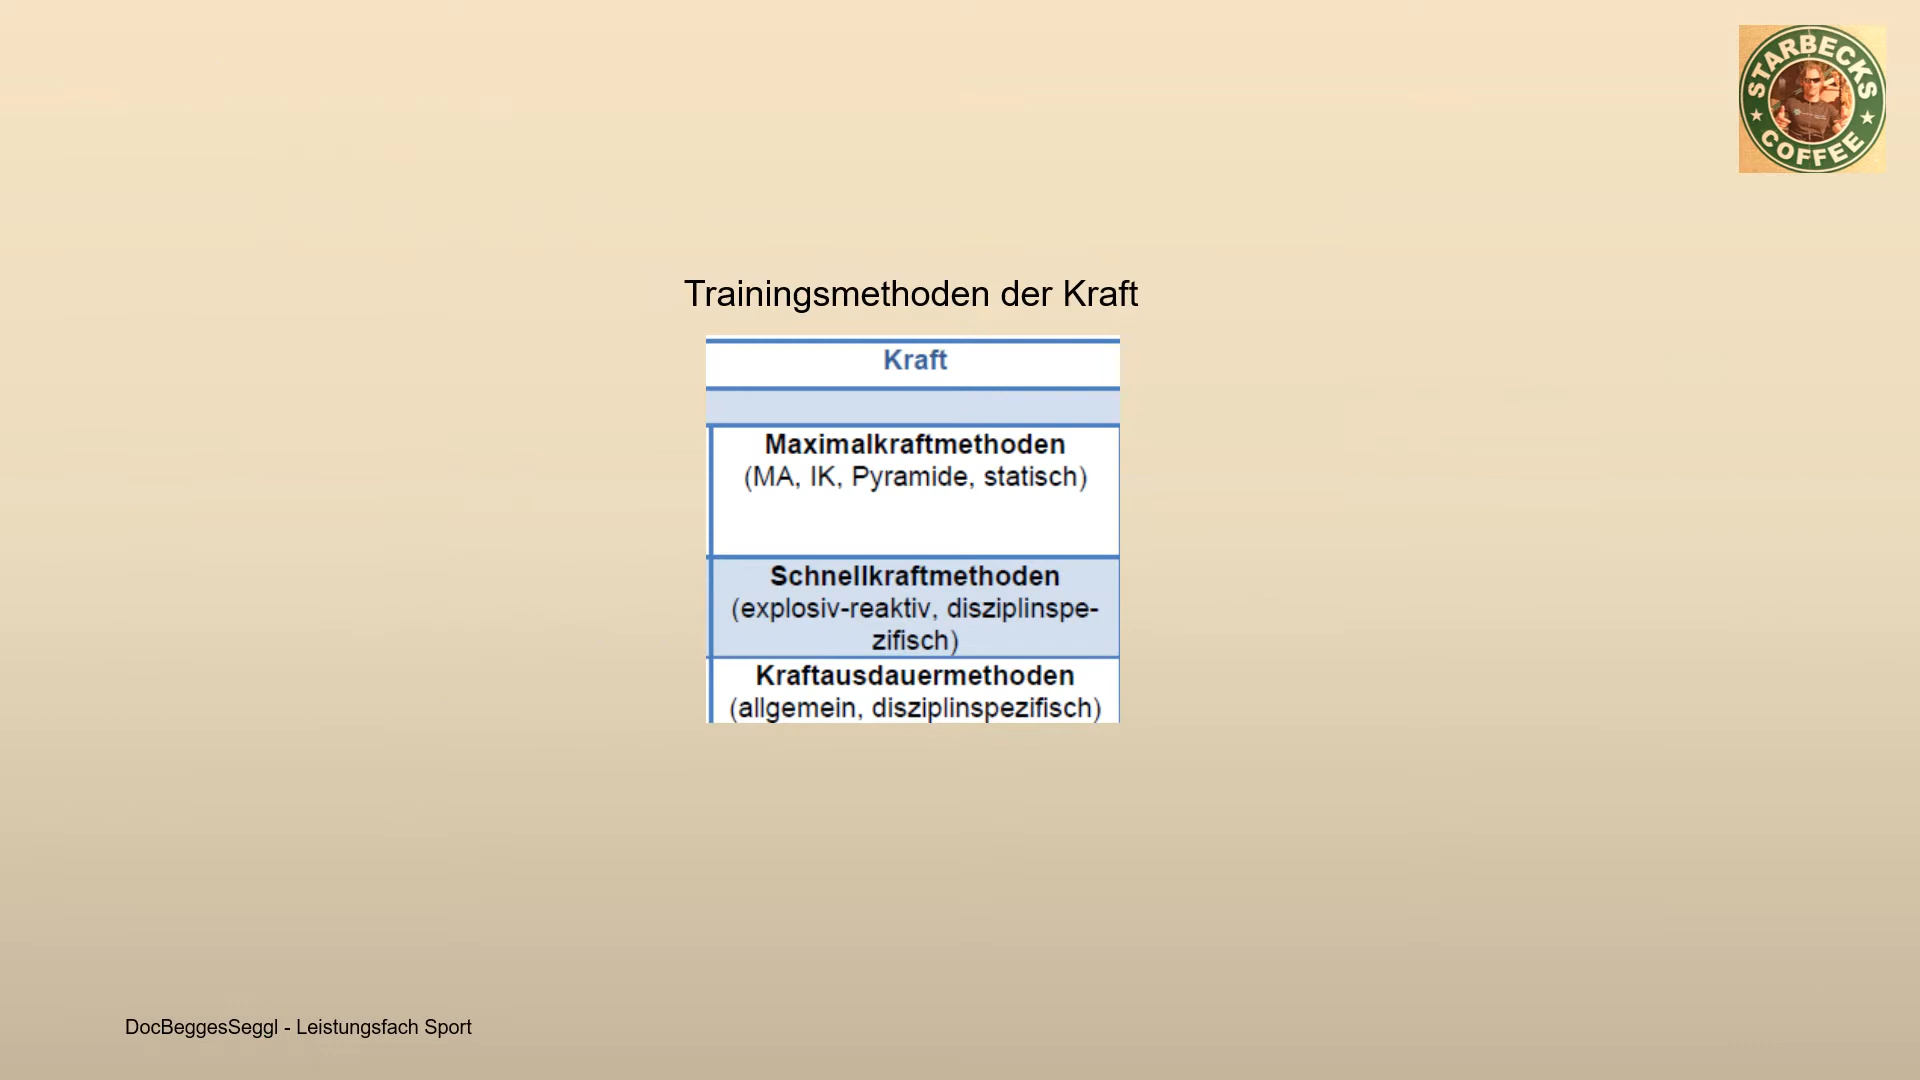 STARBECKS
COFFEE
Trainingsmethoden der Kraft
Kraft
Maximalkraftmethoden
(MA, IK, Pyramide, statisch)
Schnellkraftmethoden
(explosiv-reaktiv, disziplinspe-
zifisch)
Kraftausdauermethoden
(allgemein, disziplinspezifisch)
DocBeggesSeggl - Leistungsfach Sport